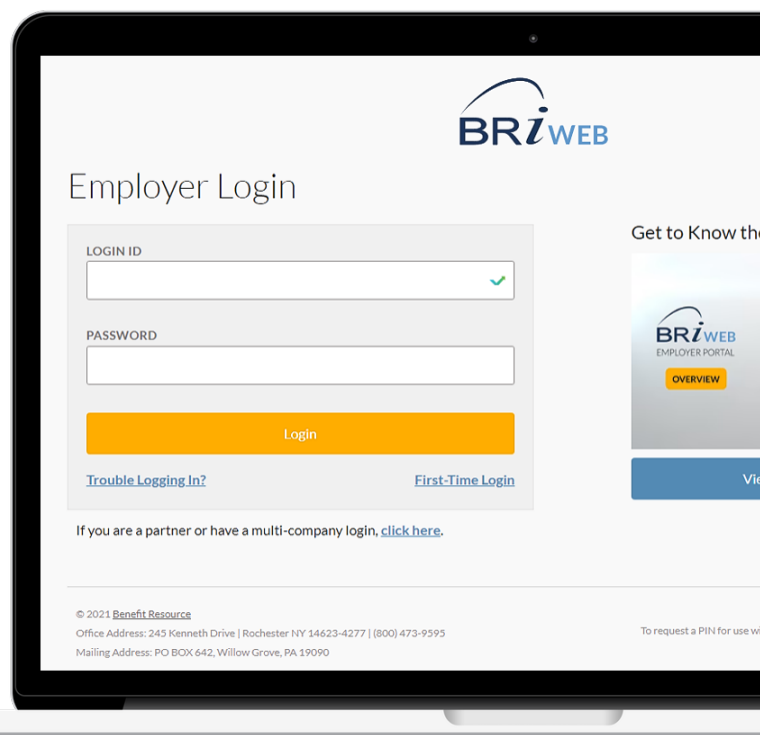 BRiWEB
Employer Login
LOGIN ID
PASSWORD
Login
Trouble Logging In?
First-Time Login
If you are a partner or have a multi-company login, click here.
Get to Know
BRiWEB
EMPLOYER PORTAL
OVERVIEW
© 2021 Benefit Resource
Office Address: 245 Kenneth Drive | Rochester NY 14623-4277 | (800) 473-9595
Mailing Address: PO BOX 642, Willow Grove, PA 19090
To request a PIN for use